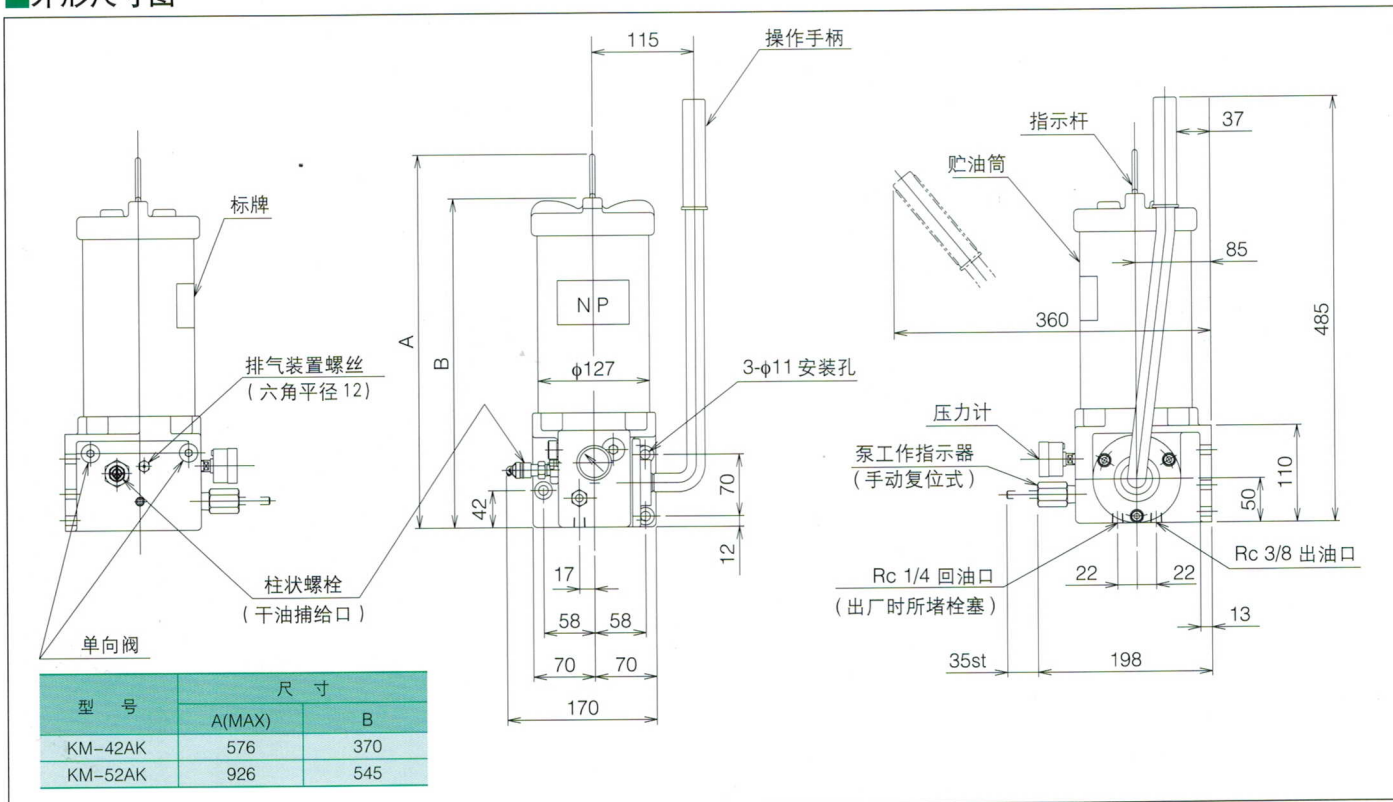 外形尺寸图
115
操作手柄
指示杆
37
贮油筒
标牌
85
NP
A
B
360
485
排气装置螺丝
(六角平径12)
φ127
3-φ11 安装孔
压力计
泵工作指示器
(手动复位式)
42
70
12
50
110
Rc 3/8 出油口
Rc 1/4 回油口
(出厂时所堵栓塞)
22
22
17
柱状螺栓
(干油捕给口)
58
58
13
单向阀
70
70
35st
198
170
型 号
尺 寸
A(MAX)
B
KM-42AK
576
370
KM-52AK
926
545